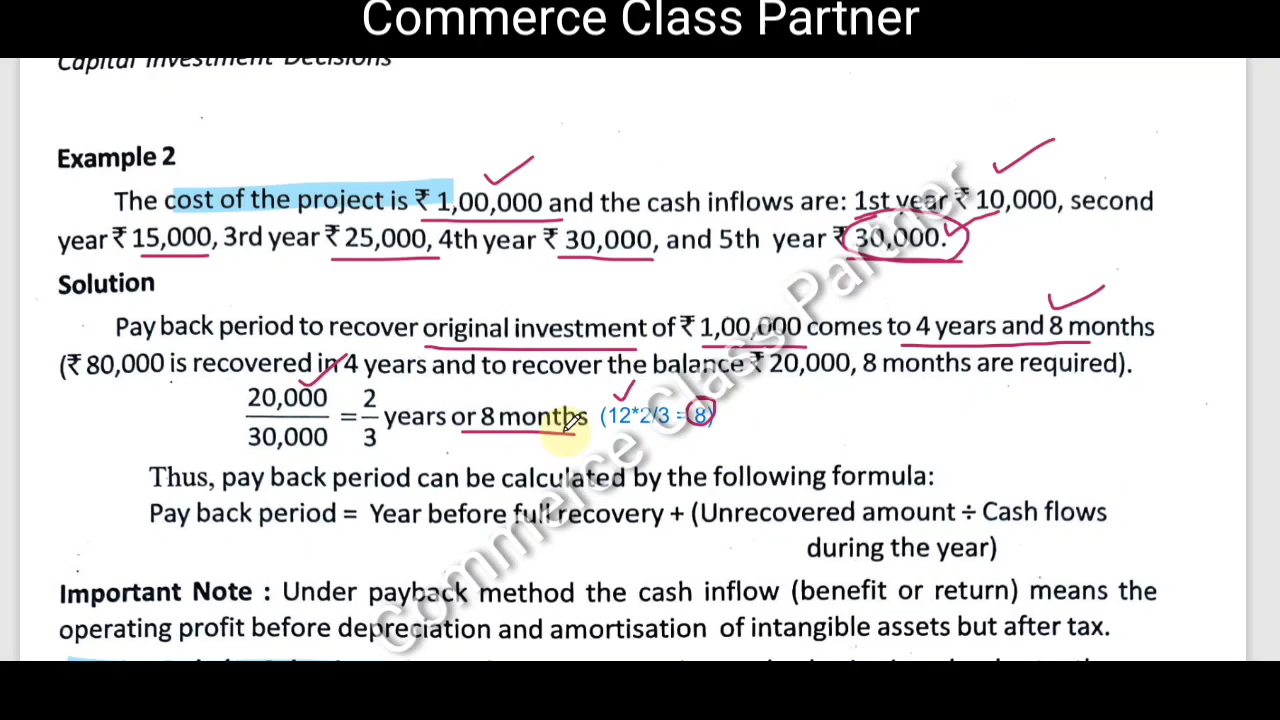 Commerce Class Partner
Capital Investment Decisions
Example 2
The cost of the project is ₹ 1,00,000 and the cash inflows are: 1st year ₹ 10,000, second
year ₹ 15,000, 3rd year ₹ 25,000, 4th year ₹ 30,000, and 5th year ₹ 30,000.
Solution
Pay back period to recover original investment of ₹ 1,00,000 comes to 4 years and 8 months
(₹ 80,000 is recovered in 4 years and to recover the balance ₹ 20,000, 8 months are required).
20,000/30,000 = 2/3 years or 8 months (12*2/3 = 8)
Thus, pay back period can be calculated by the following formula:
Pay back period = Year before full recovery + (Unrecovered amount ÷ Cash flows
during the year)
Important Note : Under payback method the cash inflow (benefit or return) means the
operating profit before depreciation and amortisation of intangible assets but after tax.
Commerce Class Partner